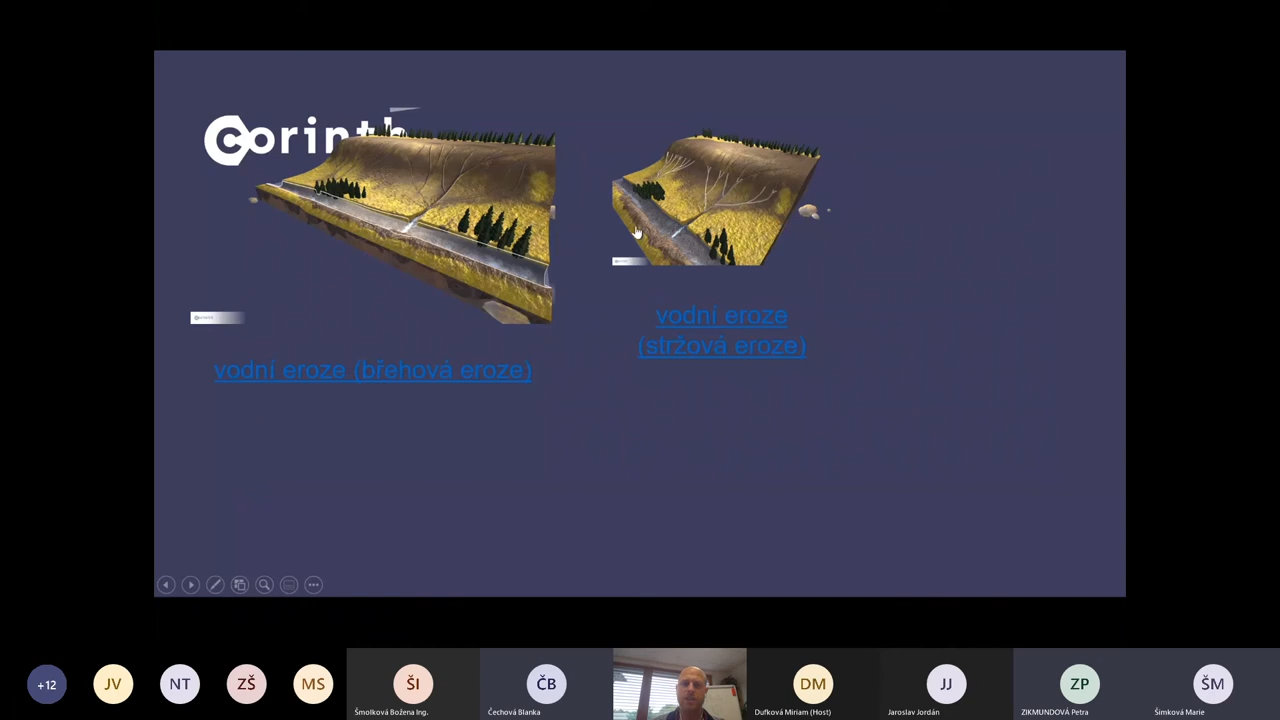 corinth
vodní eroze
(stržová eroze)
vodní eroze (břehová eroze)
+12
JV
NT
ZŠ
MS
ŠI
ČB
DM
JJ
ZP
ŠM
Šmolková Božena Ing.
Čechová Blanka
Dufková Miriam (Host)
Jaroslav Jordán
ZIKMUNDOVÁ Petra
Šimková Marie